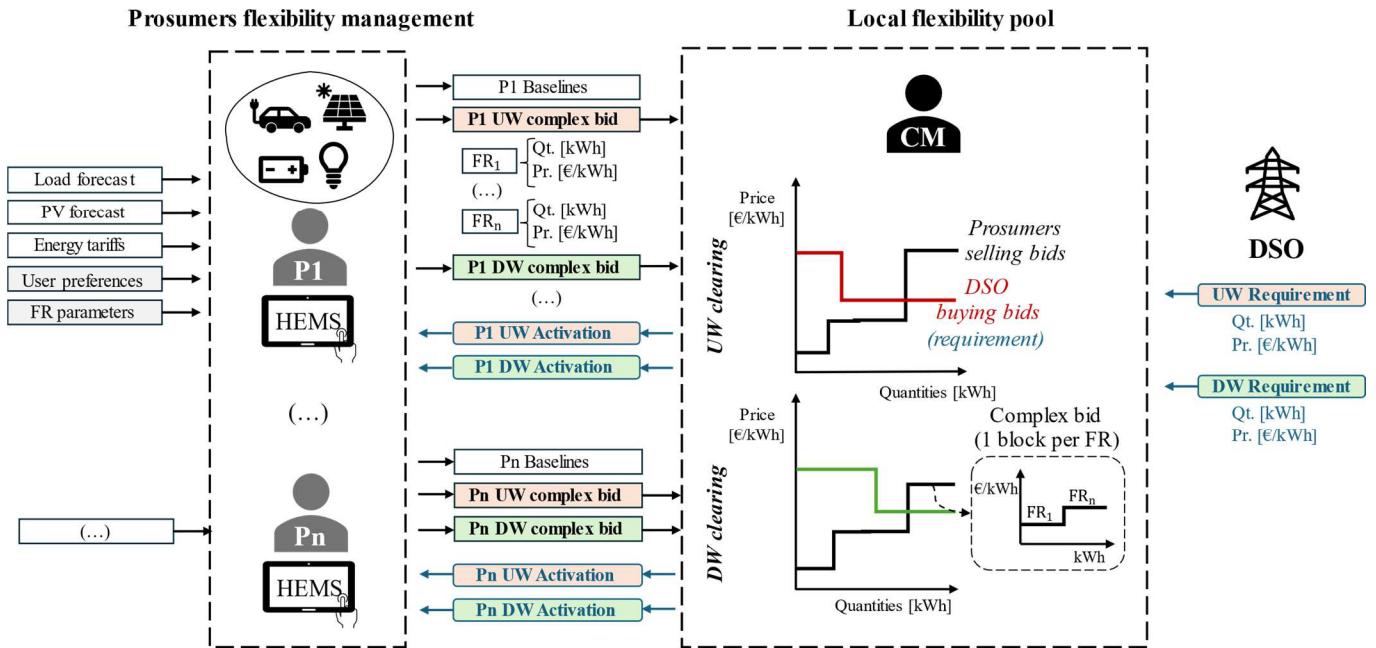 Prosumers flexibility management
Local flexibility pool
Load forecast
PV forecast
Energy tariffs
User preferences
FR parameters
(…)
P1
HEMS
(…)
Pn
HEMS
P1 Baselines
P1 UW complex bid
FR1
Qt. [kWh]
Pr. [€/kWh]
(…)
FRn
Qt. [kWh]
Pr. [€/kWh]
P1 DW complex bid
(…)
P1 UW Activation
P1 DW Activation
Pn Baselines
Pn UW complex bid
Pn DW complex bid
Pn UW Activation
Pn DW Activation
CM
UW clearing
Price
[€/kWh]
Prosumers
selling bids
DSO
buying bids
(requirement)
Quantities [kWh]
DW clearing
Price
[€/kWh]
Quantities [kWh]
Complex bid
(1 block per FR)
€/kWh
FR1
FRn
kWh
DSO
UW Requirement
Qt. [kWh]
Pr. [€/kWh]
DW Requirement
Qt. [kWh]
Pr. [€/kWh]